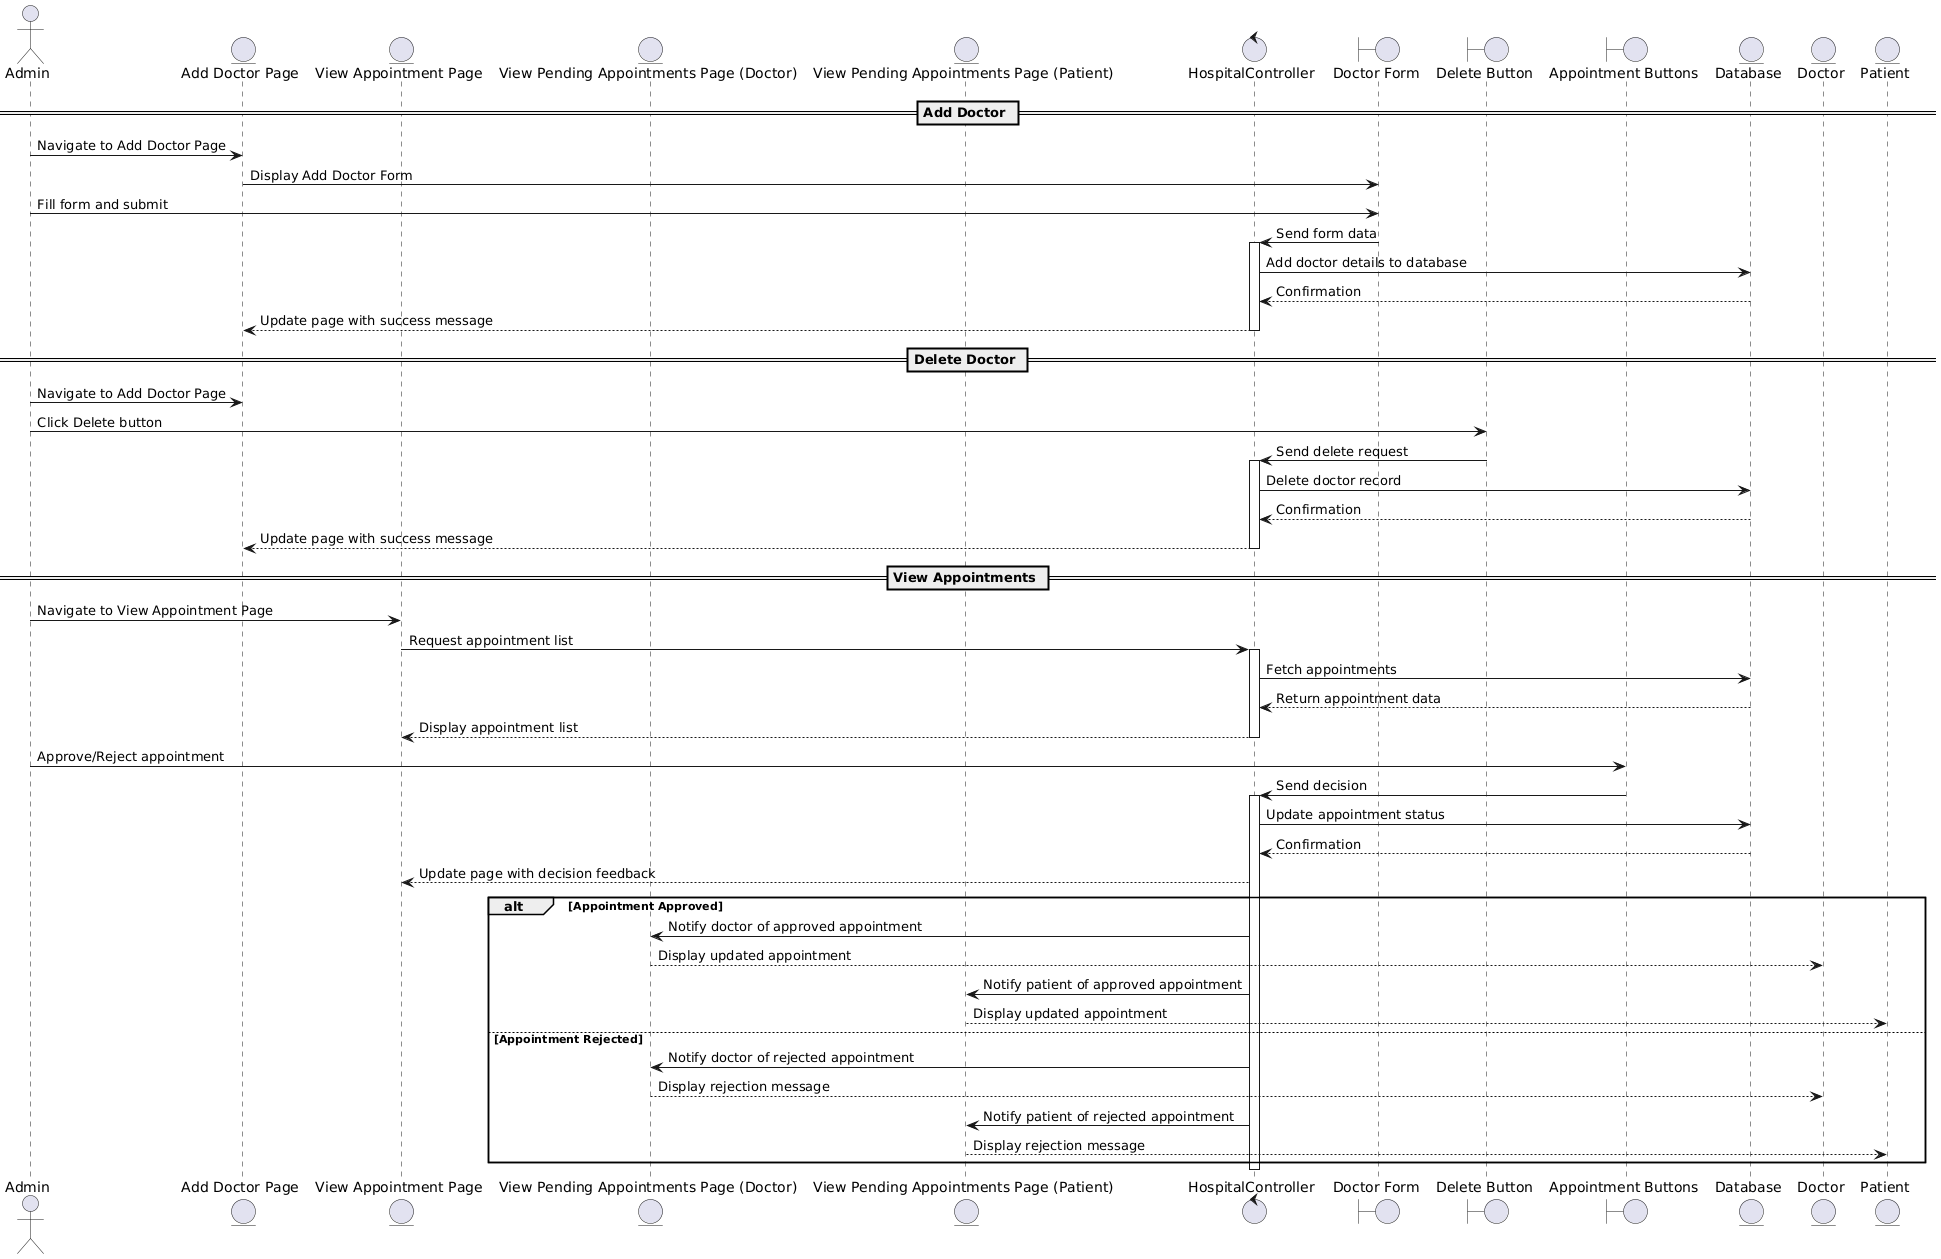 Admin
Add Doctor Page
View Appointment Page
View Pending Appointments Page (Doctor)
View Pending Appointments Page (Patient)
HospitalController
Doctor Form
Delete Button
Appointment Buttons
Database
Doctor
Patient
Add Doctor
Navigate to Add Doctor Page
Display Add Doctor Form
Fill form and submit
Send form data
Add doctor details to database
Confirmation
Update page with success message
Delete Doctor
Navigate to Add Doctor Page
Click Delete button
Send delete request
Delete doctor record
Confirmation
Update page with success message
View Appointments
Navigate to View Appointment Page
Request appointment list
Fetch appointments
Return appointment data
Display appointment list
Approve/Reject appointment
Send decision
Update appointment status
Confirmation
Update page with decision feedback
alt
[Appointment Approved]
Notify doctor of approved appointment
Display updated appointment
Notify patient of approved appointment
Display updated appointment
[Appointment Rejected]
Notify doctor of rejected appointment
Display rejection message
Notify patient of rejected appointment
Display rejection message
Admin
Add Doctor Page
View Appointment Page
View Pending Appointments Page (Doctor)
View Pending Appointments Page (Patient)
HospitalController
Doctor Form
Delete Button
Appointment Buttons
Database
Doctor
Patient